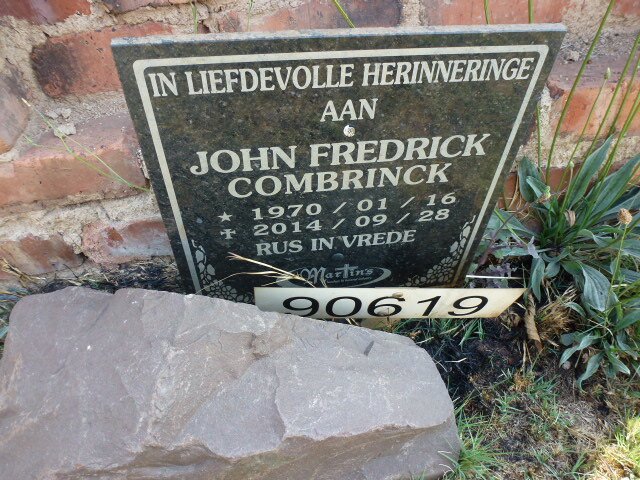 IN LIEFDEVOLLE HERINNERINGE
AAN
JOHN FREDRICK
COMBRINCK
★ 1970 / 01 / 16
✝ 2014 / 09 / 28
RUS IN VREDE
Martin's
90619